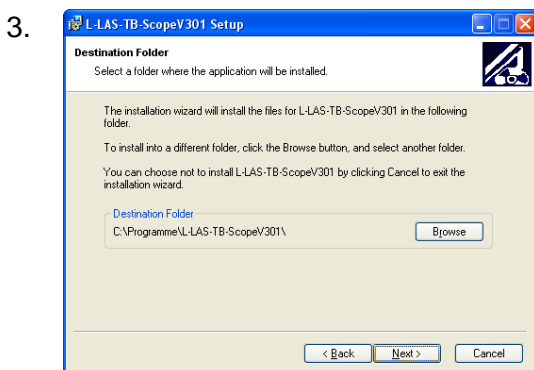 3.
L-LAS-TB-ScopeV301 Setup
Destination Folder
Select a folder where the application will be installed.
The installation wizard will install the files for L-LAS-TB-ScopeV301 in the following
folder.
To install into a different folder, click the Browse button, and select another folder.
You can choose not to install L-LAS-TB-ScopeV301 by clicking Cancel to exit the
installation wizard.
Destination Folder
C:\Programme\L-LAS-TB-ScopeV301\
Browse
< Back
Next >
Cancel